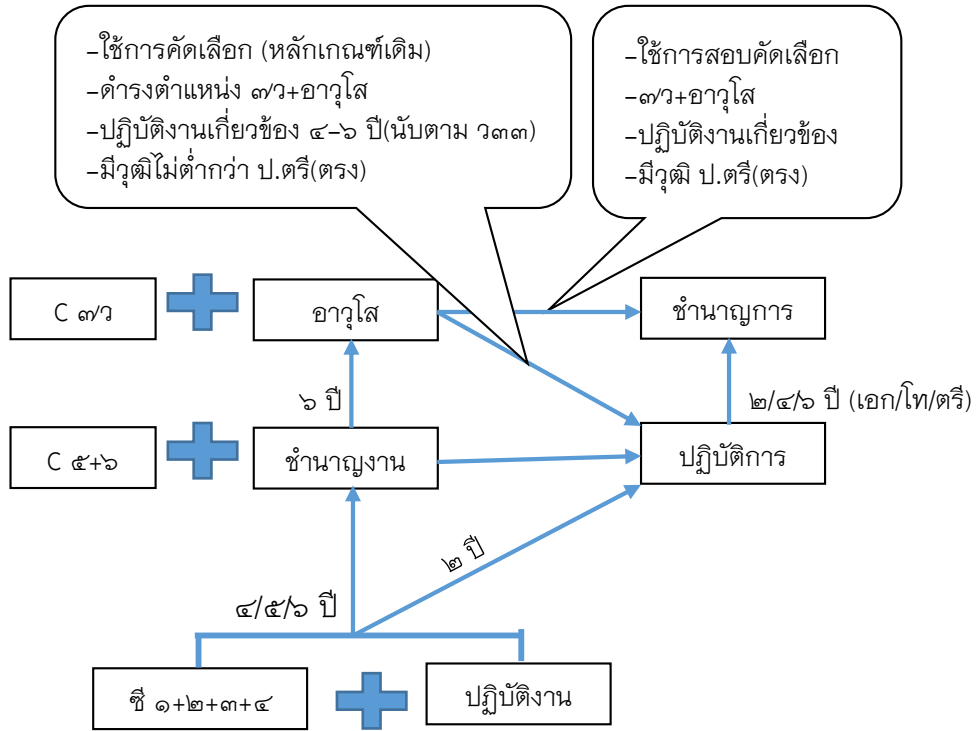 -ใช้การคัดเลือก (หลักเกณฑ์เดิม)
-ดำรงตำแหน่ง ๗ว+อาวุโส
-ปฏิบัติงานเกี่ยวข้อง ๔-๖ ปี(นับตาม ว๓๓)
-มีวุฒิไม่ต่ำกว่า ป.ตรี(ตรง)
-ใช้การสอบคัดเลือก
-๗ว+อาวุโส
-ปฏิบัติงานเกี่ยวข้อง
-มีวุฒิ ป.ตรี(ตรง)
C ๗ว
อาวุโส
ชำนาญการ
๖ ปี
๒/๔/๖ ปี (เอก/โท/ตรี)
C ๕+๖
ชำนาญงาน
ปฏิบัติการ
๒ ปี
๔/๕/๖ ปี
ซี ๑+๒+๓+๔
ปฏิบัติงาน